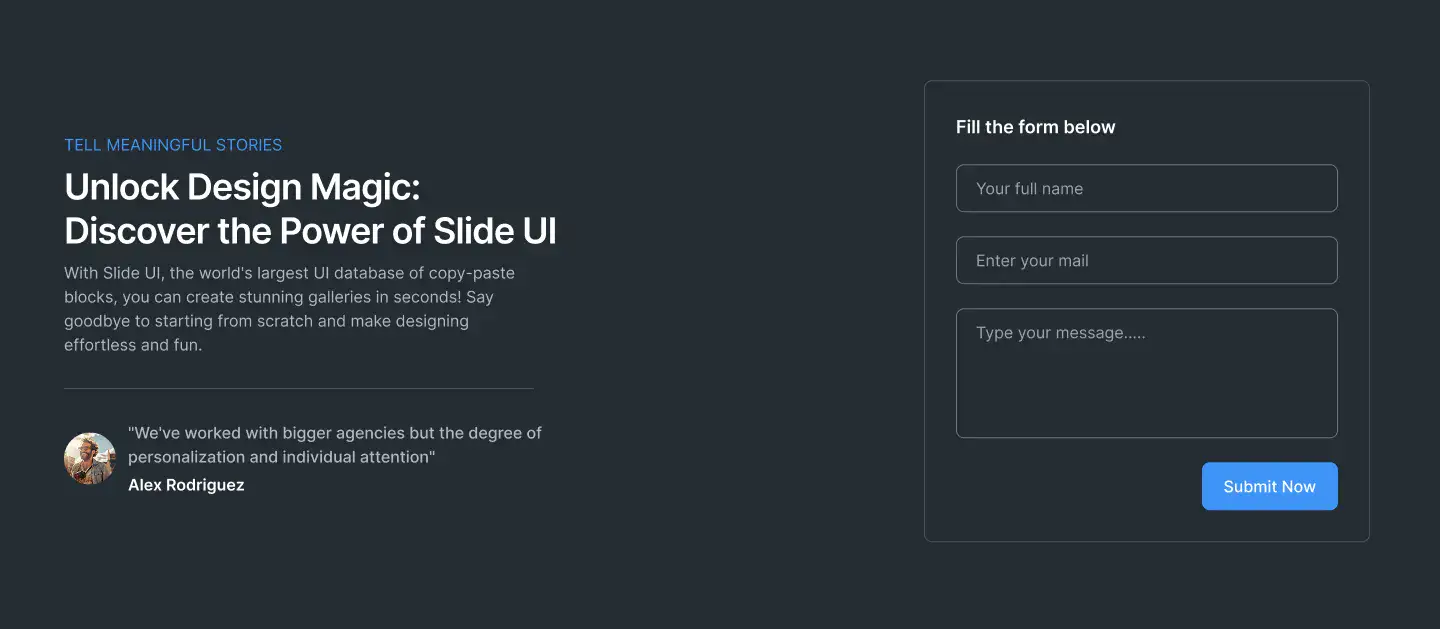 TELL MEANINGFUL STORIES
Unlock Design Magic:
Discover the Power of Slide UI
With Slide UI, the world's largest UI database of copy-paste
blocks, you can create stunning galleries in seconds! Say
goodbye to starting from scratch and make designing
effortless and fun.
"We've worked with bigger agencies but the degree of
personalization and individual attention"
Alex Rodriguez
Fill the form below
Your full name
Enter your mail
Type your message.....
Submit Now